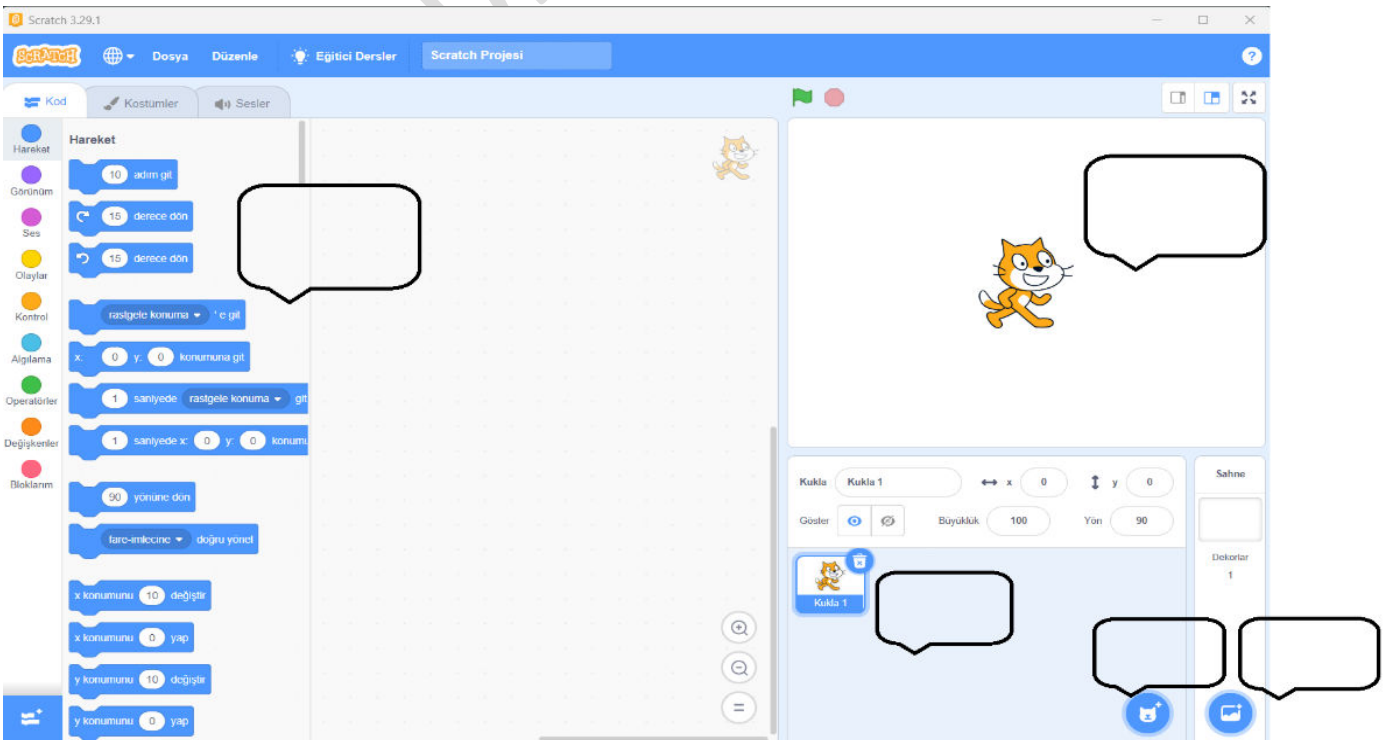 Scratch 3.29.1
SCRATCH Dosya Düzenle Eğitici Dersler Scratch Projesi ?
Kod Kostümler Sesler
Hareket
Görünüm
Ses
Olaylar
Kontrol
Algılama
Operatörler
Değişkenler
Bloklarım
Hareket
10 adım git
15 derece dön
15 derece dön
rastgele konuma ' e git
x: 0 y: 0 konumuna git
1 saniyede rastgele konuma git
1 saniyede x: 0 y: 0 konumu
90 yönüne dön
fare-imlecine doğru yönel
x konumunu 10 değiştir
x konumunu 0 yap
y konumunu 10 değiştir
y konumunu 0 yap
Kukla Kukla 1 x 0 y 0
Göster Büyüklük 100 Yön 90
Kukla 1
Sahne
Dekorlar
1